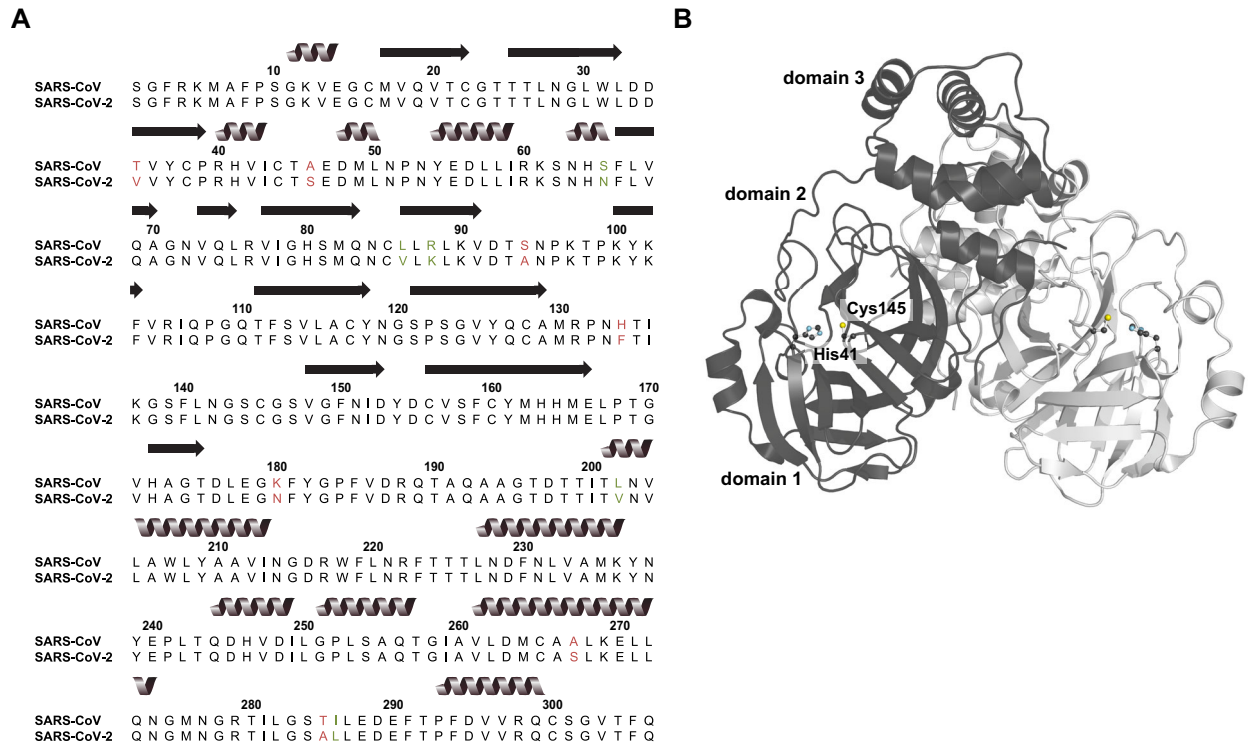 A
10 20 30
SARS-CoV S G F R K M A F P S G K V E G C M V Q V T C G T T T L N G L W L D D
SARS-CoV-2 S G F R K M A F P S G K V E G C M V Q V T C G T T T L N G L W L D D
40 50 60
SARS-CoV T V Y C P R H V I C T A E D M L N P N Y E D L L I R K S N H S F L V
SARS-CoV-2 V V Y C P R H V I C T S E D M L N P N Y E D L L I R K S N H N F L V
70 80 90 100
SARS-CoV Q A G N V Q L R V I G H S M Q N C L L R L K V D T S N P K T P K Y K
SARS-CoV-2 Q A G N V Q L R V I G H S M Q N C V L K L K V D T A N P K T P K Y K
110 120 130
SARS-CoV F V R I Q P G Q T F S V L A C Y N G S P S G V Y Q C A M R P N H T I
SARS-CoV-2 F V R I Q P G Q T F S V L A C Y N G S P S G V Y Q C A M R P N F T I
140 150 160 170
SARS-CoV K G S F L N G S C G S V G F N I D Y D C V S F C Y M H H M E L P T G
SARS-CoV-2 K G S F L N G S C G S V G F N I D Y D C V S F C Y M H H M E L P T G
180 190 200
SARS-CoV V H A G T D L E G K F Y G P F V D R Q T A Q A A G T D T T I T L N V
SARS-CoV-2 V H A G T D L E G N F Y G P F V D R Q T A Q A A G T D T T I T V N V
210 220 230
SARS-CoV L A W L Y A A V I N G D R W F L N R F T T T L N D F N L V A M K Y N
SARS-CoV-2 L A W L Y A A V I N G D R W F L N R F T T T L N D F N L V A M K Y N
240 250 260 270
SARS-CoV Y E P L T Q D H V D I L G P L S A Q T G I A V L D M C A A L K E L L
SARS-CoV-2 Y E P L T Q D H V D I L G P L S A Q T G I A V L D M C A S L K E L L
280 290 300
SARS-CoV Q N G M N G R T I L G S T I L E D E F T P F D V V R Q C S G V T F Q
SARS-CoV-2 Q N G M N G R T I L G S A L L E D E F T P F D V V R Q C S G V T F Q
B
domain 3
domain 2
Cys145
His41
domain 1